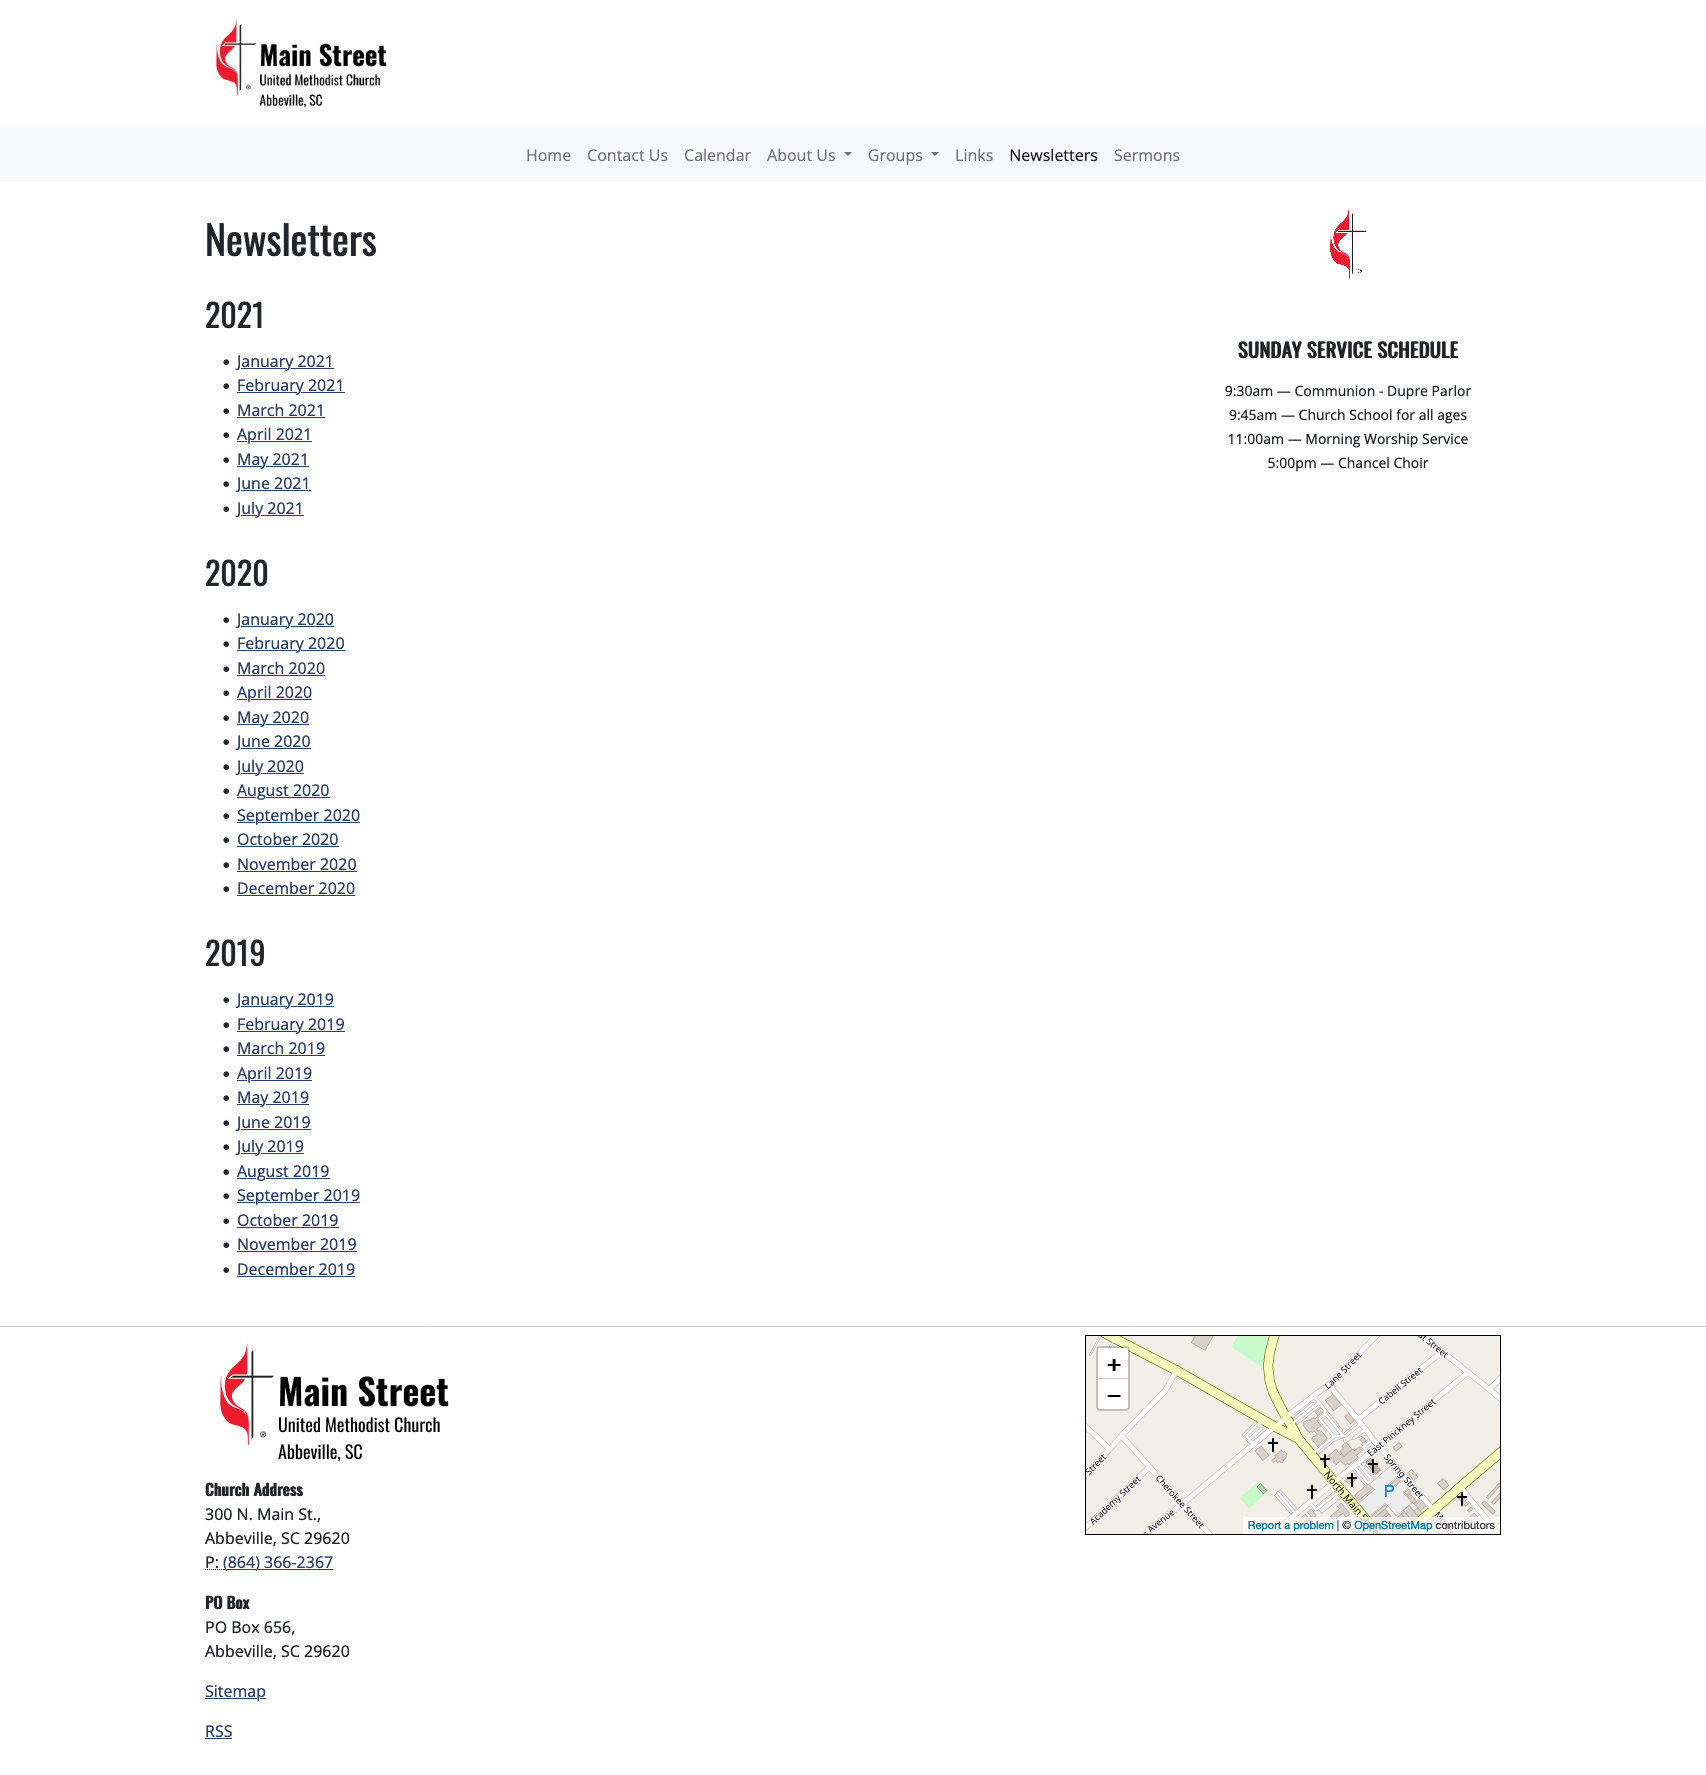 Main Street
United Methodist Church
Abbeville, SC
Home Contact Us Calendar About Us Groups Links Newsletters Sermons
Newsletters
2021
January 2021
February 2021
March 2021
April 2021
May 2021
June 2021
July 2021
2020
January 2020
February 2020
March 2020
April 2020
May 2020
June 2020
July 2020
August 2020
September 2020
October 2020
November 2020
December 2020
2019
January 2019
February 2019
March 2019
April 2019
May 2019
June 2019
July 2019
August 2019
September 2019
October 2019
November 2019
December 2019
SUNDAY SERVICE SCHEDULE
9:30am — Communion - Dupre Parlor
9:45am — Church School for all ages
11:00am — Morning Worship Service
5:00pm — Chancel Choir
Main Street
United Methodist Church
Abbeville, SC
Church Address
300 N. Main St.,
Abbeville, SC 29620
P: (864) 366-2367
PO Box
PO Box 656,
Abbeville, SC 29620
Sitemap
RSS
+
−
Street
Lane Street
Cabell Street
East Pinckney Street
Spring Street
North Main
Street
Academy Street
Cherokee Street
Avenue
P
Report a problem | © OpenStreetMap contributors